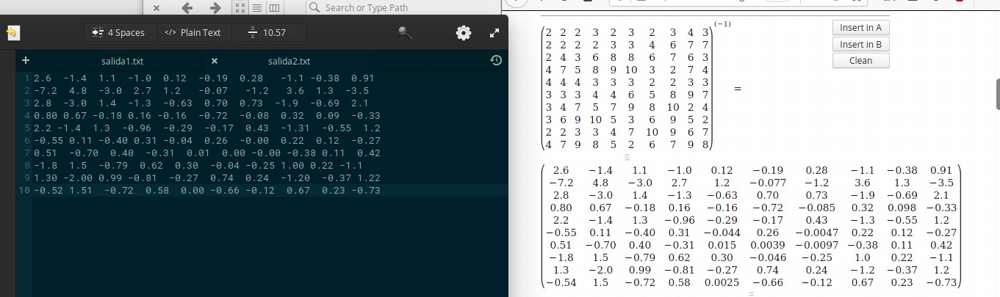 Search or Type Path
4 Spaces </> Plain Text 10.57
+ salida1.txt × salida2.txt
1 2.6 -1.4 1.1 -1.0 0.12 -0.19 0.28 -1.1 -0.38 0.91
2 -7.2 4.8 -3.0 2.7 1.2 -0.07 -1.2 3.6 1.3 -3.5
3 2.8 -3.0 1.4 -1.3 -0.63 0.70 0.73 -1.9 -0.69 2.1
4 0.80 0.67 -0.18 0.16 -0.16 -0.72 -0.08 0.32 0.09 -0.33
5 2.2 -1.4 1.3 -0.96 -0.29 -0.17 0.43 -1.31 -0.55 1.2
6 -0.55 0.11 -0.40 0.31 -0.04 0.26 -0.00 0.22 0.12 -0.27
7 0.51 -0.70 0.40 -0.31 0.01 0.00 -0.00 -0.38 0.11 0.42
8 -1.8 1.5 -0.79 0.62 0.30 -0.04 -0.25 1.00 0.22 -1.1
9 1.30 -2.00 0.99 -0.81 -0.27 0.74 0.24 -1.20 -0.37 1.22
10 -0.52 1.51 -0.72 0.58 0.00 -0.66 -0.12 0.67 0.23 -0.73
2 2 2 3 2 3 2 3 4 3 (-1)
2 2 2 2 3 3 4 6 7 7
2 4 3 6 8 8 6 7 6 3
4 7 5 8 9 10 3 2 7 4
4 4 4 3 3 3 2 2 3 3
3 3 3 4 4 6 5 8 9 7
3 4 7 5 7 9 8 10 2 4
3 6 9 10 5 3 6 9 5 2
2 2 3 3 4 7 10 9 6 7
4 7 9 8 5 2 6 7 9 8
=
Insert in A
Insert in B
Clean
2.6 −1.4 1.1 −1.0 0.12 −0.19 0.28 −1.1 −0.38 0.91
−7.2 4.8 −3.0 2.7 1.2 −0.077 −1.2 3.6 1.3 −3.5
2.8 −3.0 1.4 −1.3 −0.63 0.70 0.73 −1.9 −0.69 2.1
0.80 0.67 −0.18 0.16 −0.16 −0.72 −0.085 0.32 0.098 −0.33
2.2 −1.4 1.3 −0.96 −0.29 −0.17 0.43 −1.3 −0.55 1.2
−0.55 0.11 −0.40 0.31 −0.044 0.26 −0.0047 0.22 0.12 −0.27
0.51 −0.70 0.40 −0.31 0.015 0.0039 −0.0097 −0.38 0.11 0.42
−1.8 1.5 −0.79 0.62 0.30 −0.046 −0.25 1.0 0.22 −1.1
1.3 −2.0 0.99 −0.81 −0.27 0.74 0.24 −1.2 −0.37 1.2
−0.54 1.5 −0.72 0.58 0.0025 −0.66 −0.12 0.67 0.23 −0.73